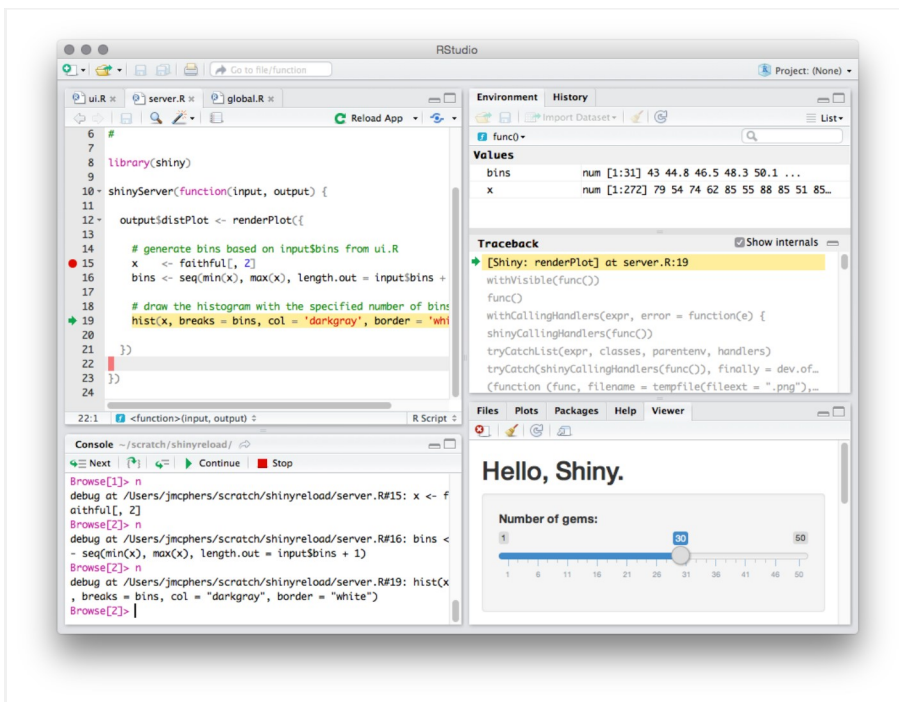 RStudio
Go to file/function
Project: (None)
ui.R
server.R
global.R
Reload App
6 #
7
8 library(shiny)
9
10 shinyServer(function(input, output) {
11
12 output$distPlot <- renderPlot({
13
14 # generate bins based on input$bins from ui.R
15 x <- faithful[, 2]
16 bins <- seq(min(x), max(x), length.out = input$bins +
17
18 # draw the histogram with the specified number of bins
19 hist(x, breaks = bins, col = 'darkgray', border = 'whi
20
21 })
22
23 })
24
22:1 <function>(input, output) R Script
Console ~/scratch/shinyreload/
Next Continue Stop
Browse[1]> n
debug at /Users/jmcphers/scratch/shinyreload/server.R#15: x <- f
aithful[, 2]
Browse[2]> n
debug at /Users/jmcphers/scratch/shinyreload/server.R#16: bins <
- seq(min(x), max(x), length.out = input$bins + 1)
Browse[2]> n
debug at /Users/jmcphers/scratch/shinyreload/server.R#19: hist(x
, breaks = bins, col = "darkgray", border = "white")
Browse[2]>
Environment History
Import Dataset List
func()
Values
bins num [1:31] 43 44.8 46.5 48.3 50.1 ...
x num [1:272] 79 54 74 62 85 55 88 85 51 85…
Traceback Show internals
[Shiny: renderPlot] at server.R:19
withVisible(func())
func()
withCallingHandlers(expr, error = function(e) {
shinyCallingHandlers(func())
tryCatchList(expr, classes, parentenv, handlers)
tryCatch(shinyCallingHandlers(func()), finally = dev.of…
(function (func, filename = tempfile(fileext = ".png"),…
Files Plots Packages Help Viewer
Hello, Shiny.
Number of gems:
1 30 50
1 6 11 16 21 26 31 36 41 46 50